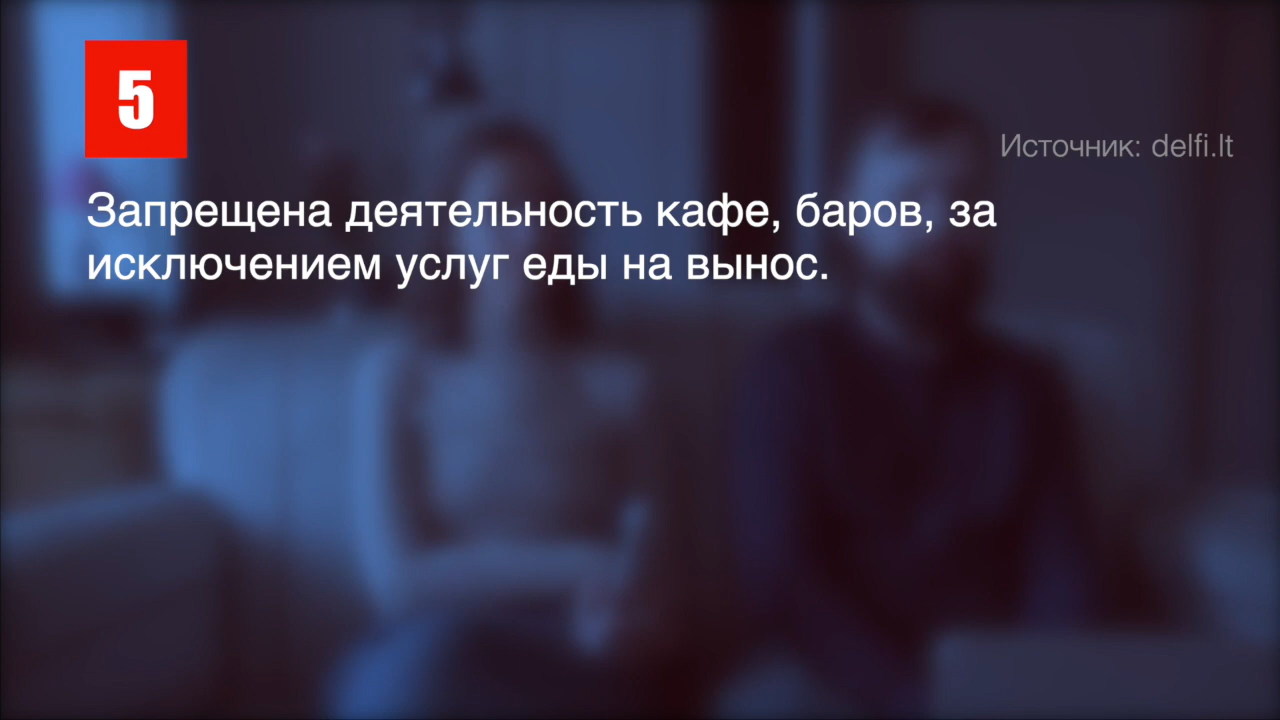 5
Источник: delfi.lt
Запрещена деятельность кафе, баров, за
исключением услуг еды на вынос.